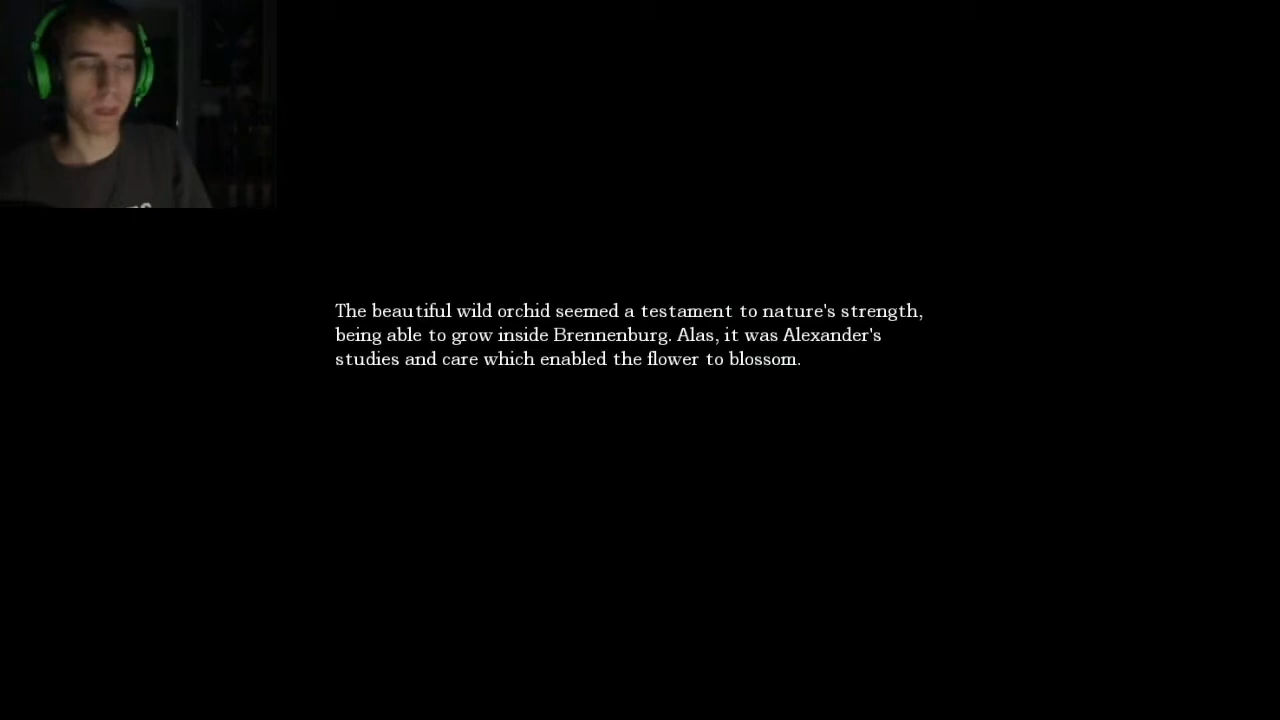 The beautiful wild orchid seemed a testament to nature's strength,
being able to grow inside Brennenburg. Alas, it was Alexander's
studies and care which enabled the flower to blossom.